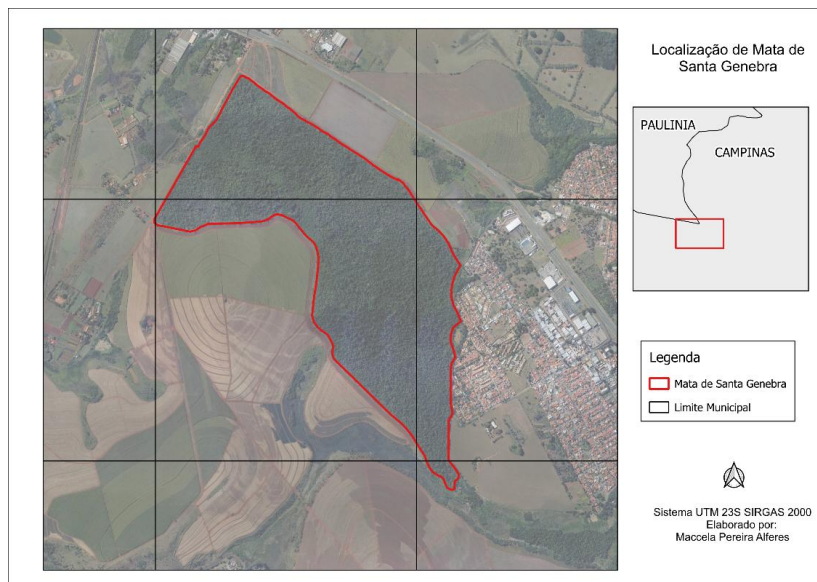 Localização de Mata de
Santa Genebra
PAULINIA
CAMPINAS
Legenda
Mata de Santa Genebra
Limite Municipal
Sistema UTM 23S SIRGAS 2000
Elaborado por:
Maccela Pereira Alferes